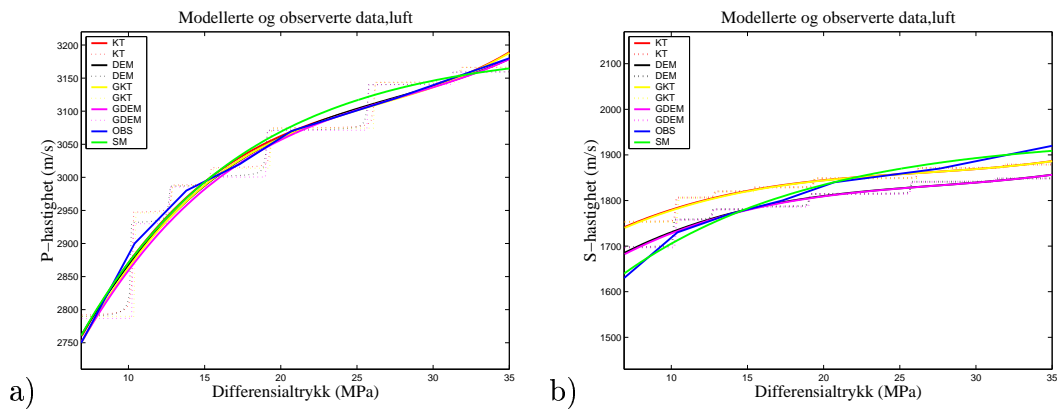 Modellerte og observerte data,luft
P−hastighet (m/s)
3200
3150
3100
3050
3000
2950
2900
2850
2800
2750
KT
KT
DEM
DEM
GKT
GKT
GDEM
GDEM
OBS
SM
10 15 20 25 30 35
Differensialtrykk (MPa)
a)
Modellerte og observerte data,luft
S−hastighet (m/s)
2100
2000
1900
1800
1700
1600
1500
KT
KT
DEM
DEM
GKT
GKT
GDEM
GDEM
OBS
SM
10 15 20 25 30 35
Differensialtrykk (MPa)
b)